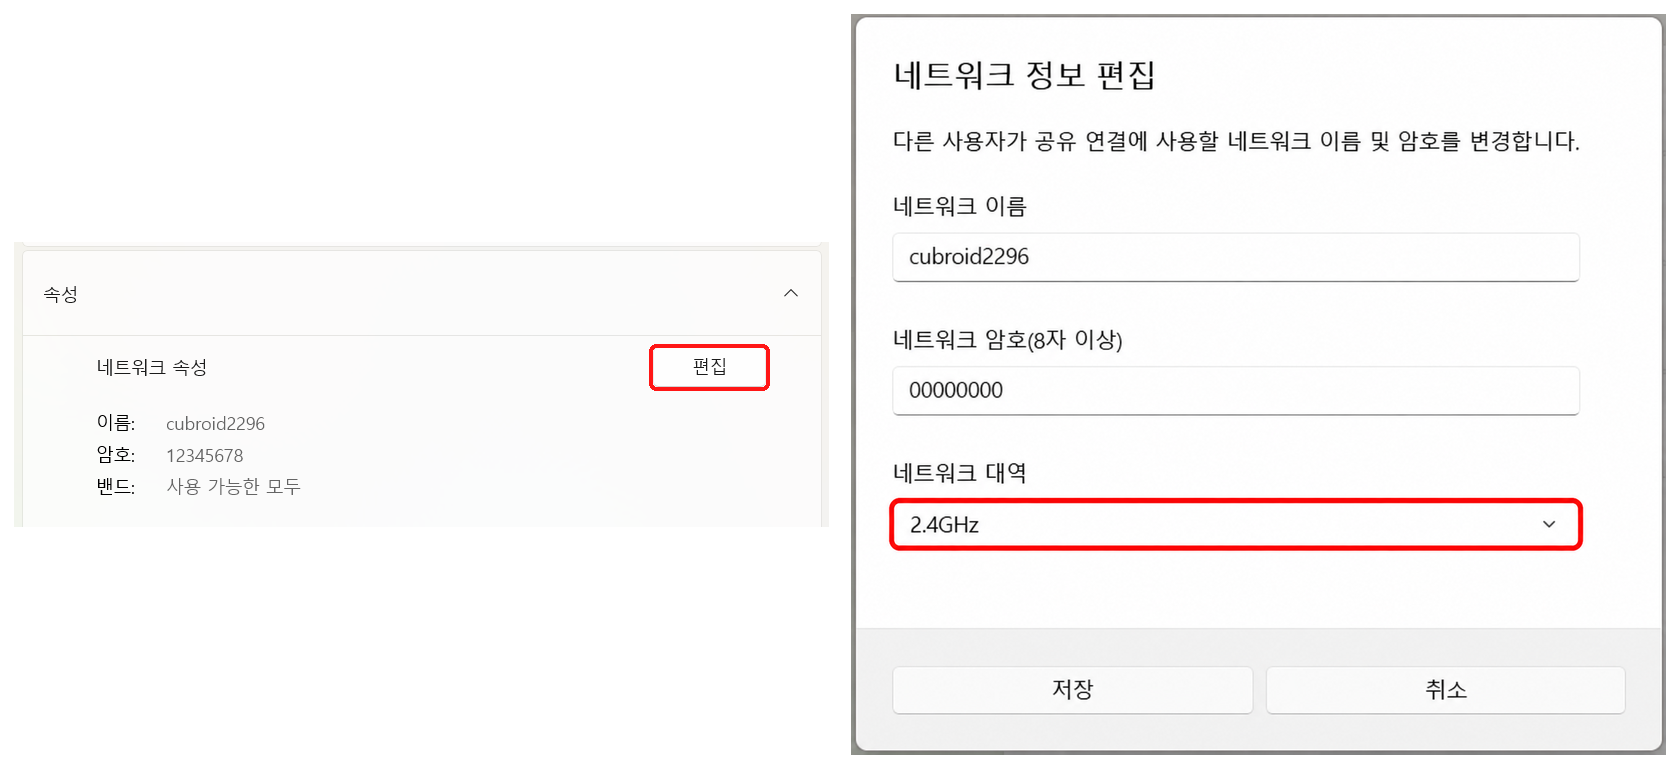 속성
네트워크 속성
편집
이름: cubroid2296
암호: 12345678
밴드: 사용 가능한 모두
네트워크 정보 편집
다른 사용자가 공유 연결에 사용할 네트워크 이름 및 암호를 변경합니다.
네트워크 이름
cubroid2296
네트워크 암호(8자 이상)
00000000
네트워크 대역
2.4GHz
저장
취소